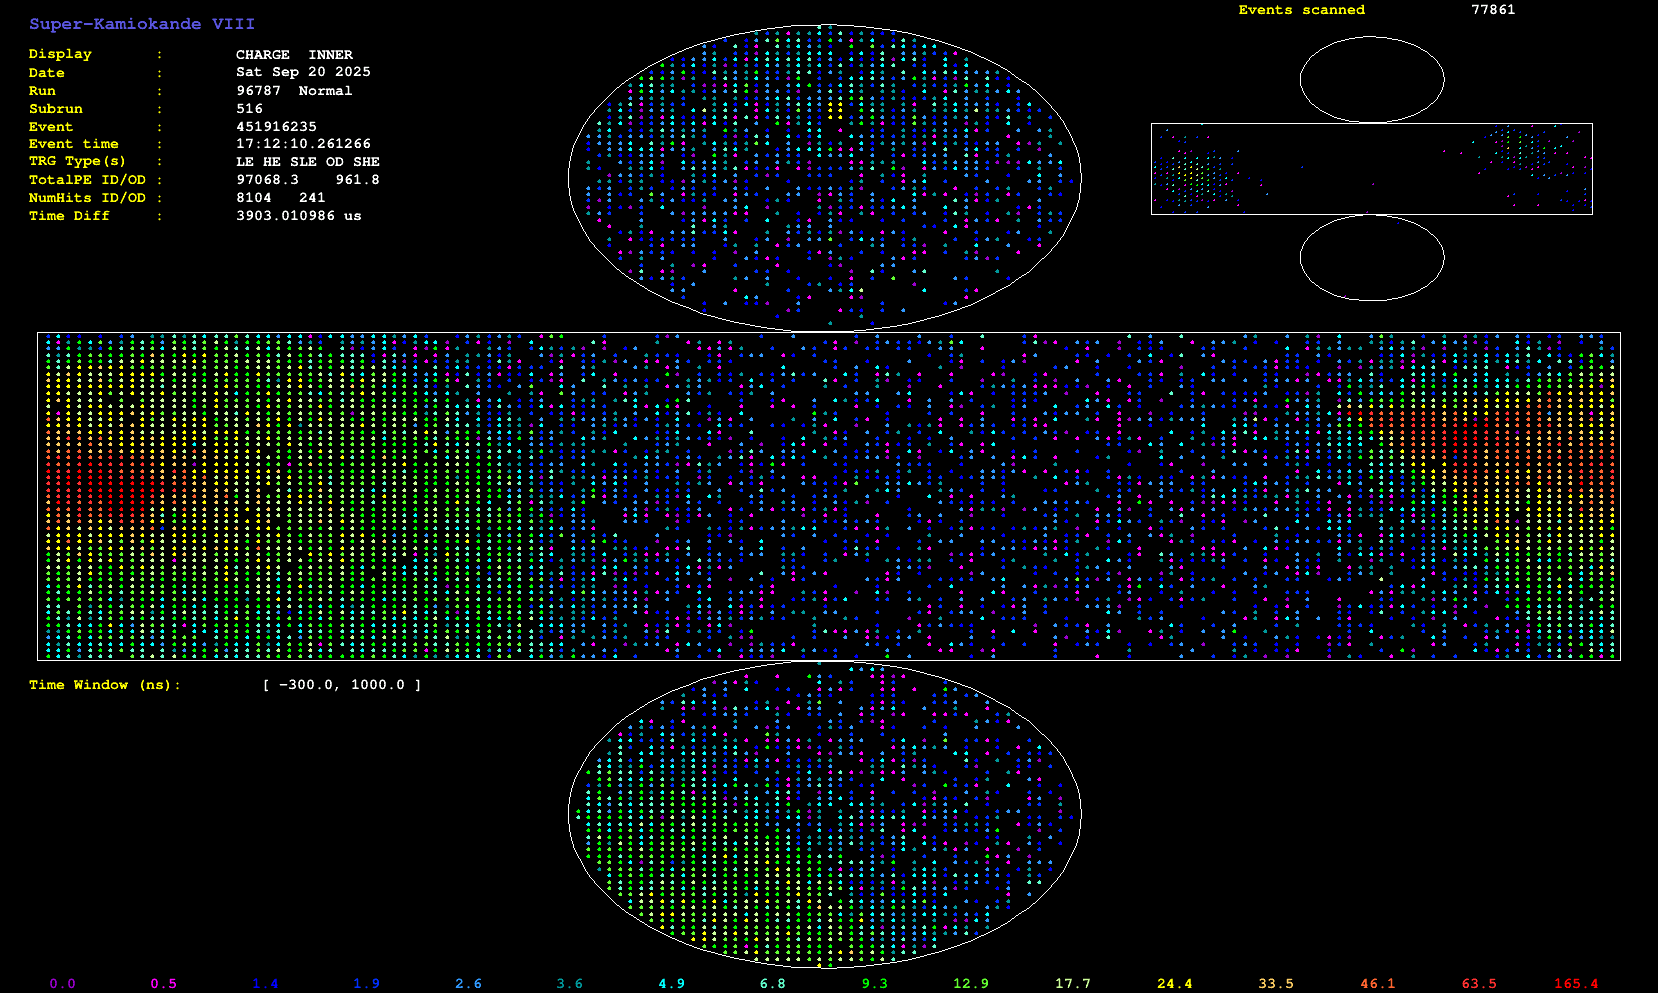 Super-Kamiokande VIII
Events scanned 77861
Display : CHARGE INNER
Date : Sat Sep 20 2025
Run : 96787 Normal
Subrun : 516
Event : 451916235
Event time : 17:12:10.261266
TRG Type(s) : LE HE SLE OD SHE
TotalPE ID/OD : 97068.3 961.8
NumHits ID/OD : 8104 241
Time Diff : 3903.010986 us
Time Window (ns): [ -300.0, 1000.0 ]
0.0 0.5 1.4 1.9 2.6 3.6 4.9 6.8 9.3 12.9 17.7 24.4 33.5 46.1 63.5 165.4